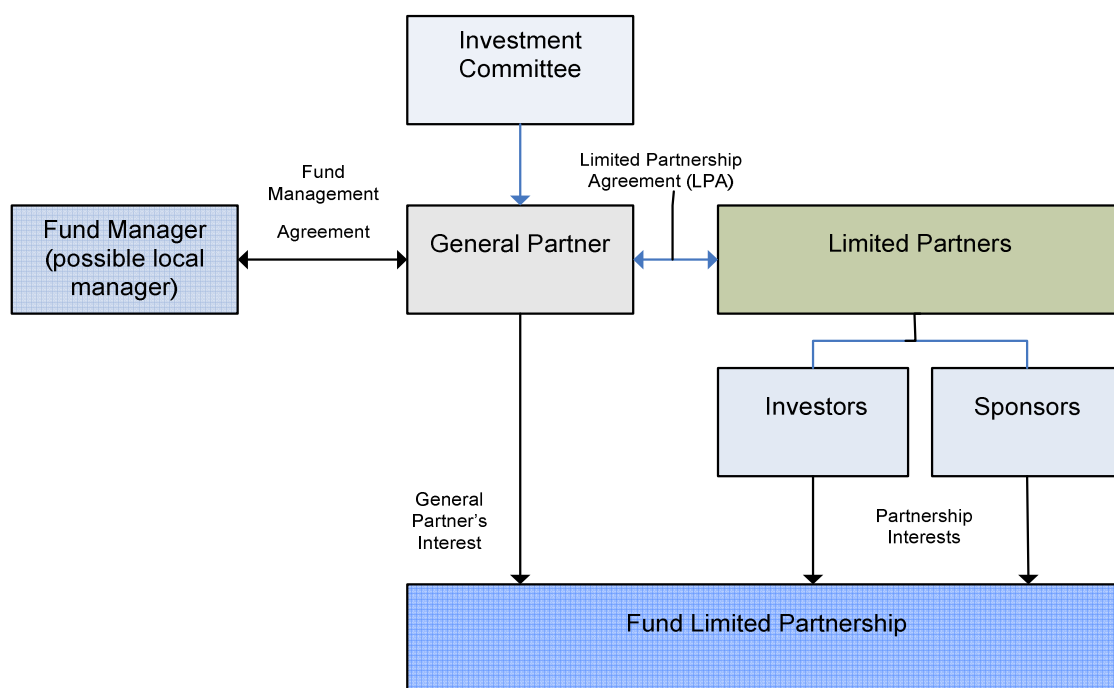 Investment
Committee
Fund
Management
Agreement
Limited Partnership
Agreement (LPA)
Fund Manager
(possible local
manager)
General Partner
Limited Partners
Investors
Sponsors
General
Partner's
Interest
Partnership
Interests
Fund Limited Partnership